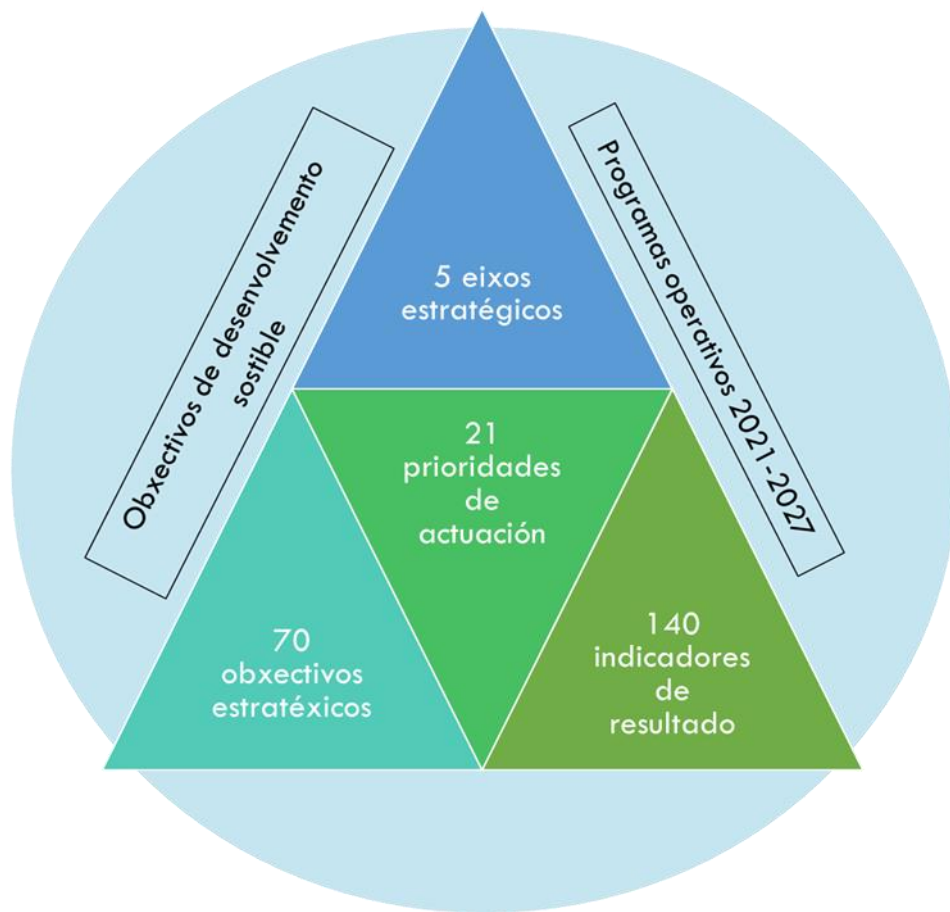 Obxectivos de desenvolvemento
sostible
Programas operativos 2021-2027
5 eixos
estratégicos
21
prioridades
de
actuación
70
obxectivos
estratéxicos
140
indicadores
de
resultado